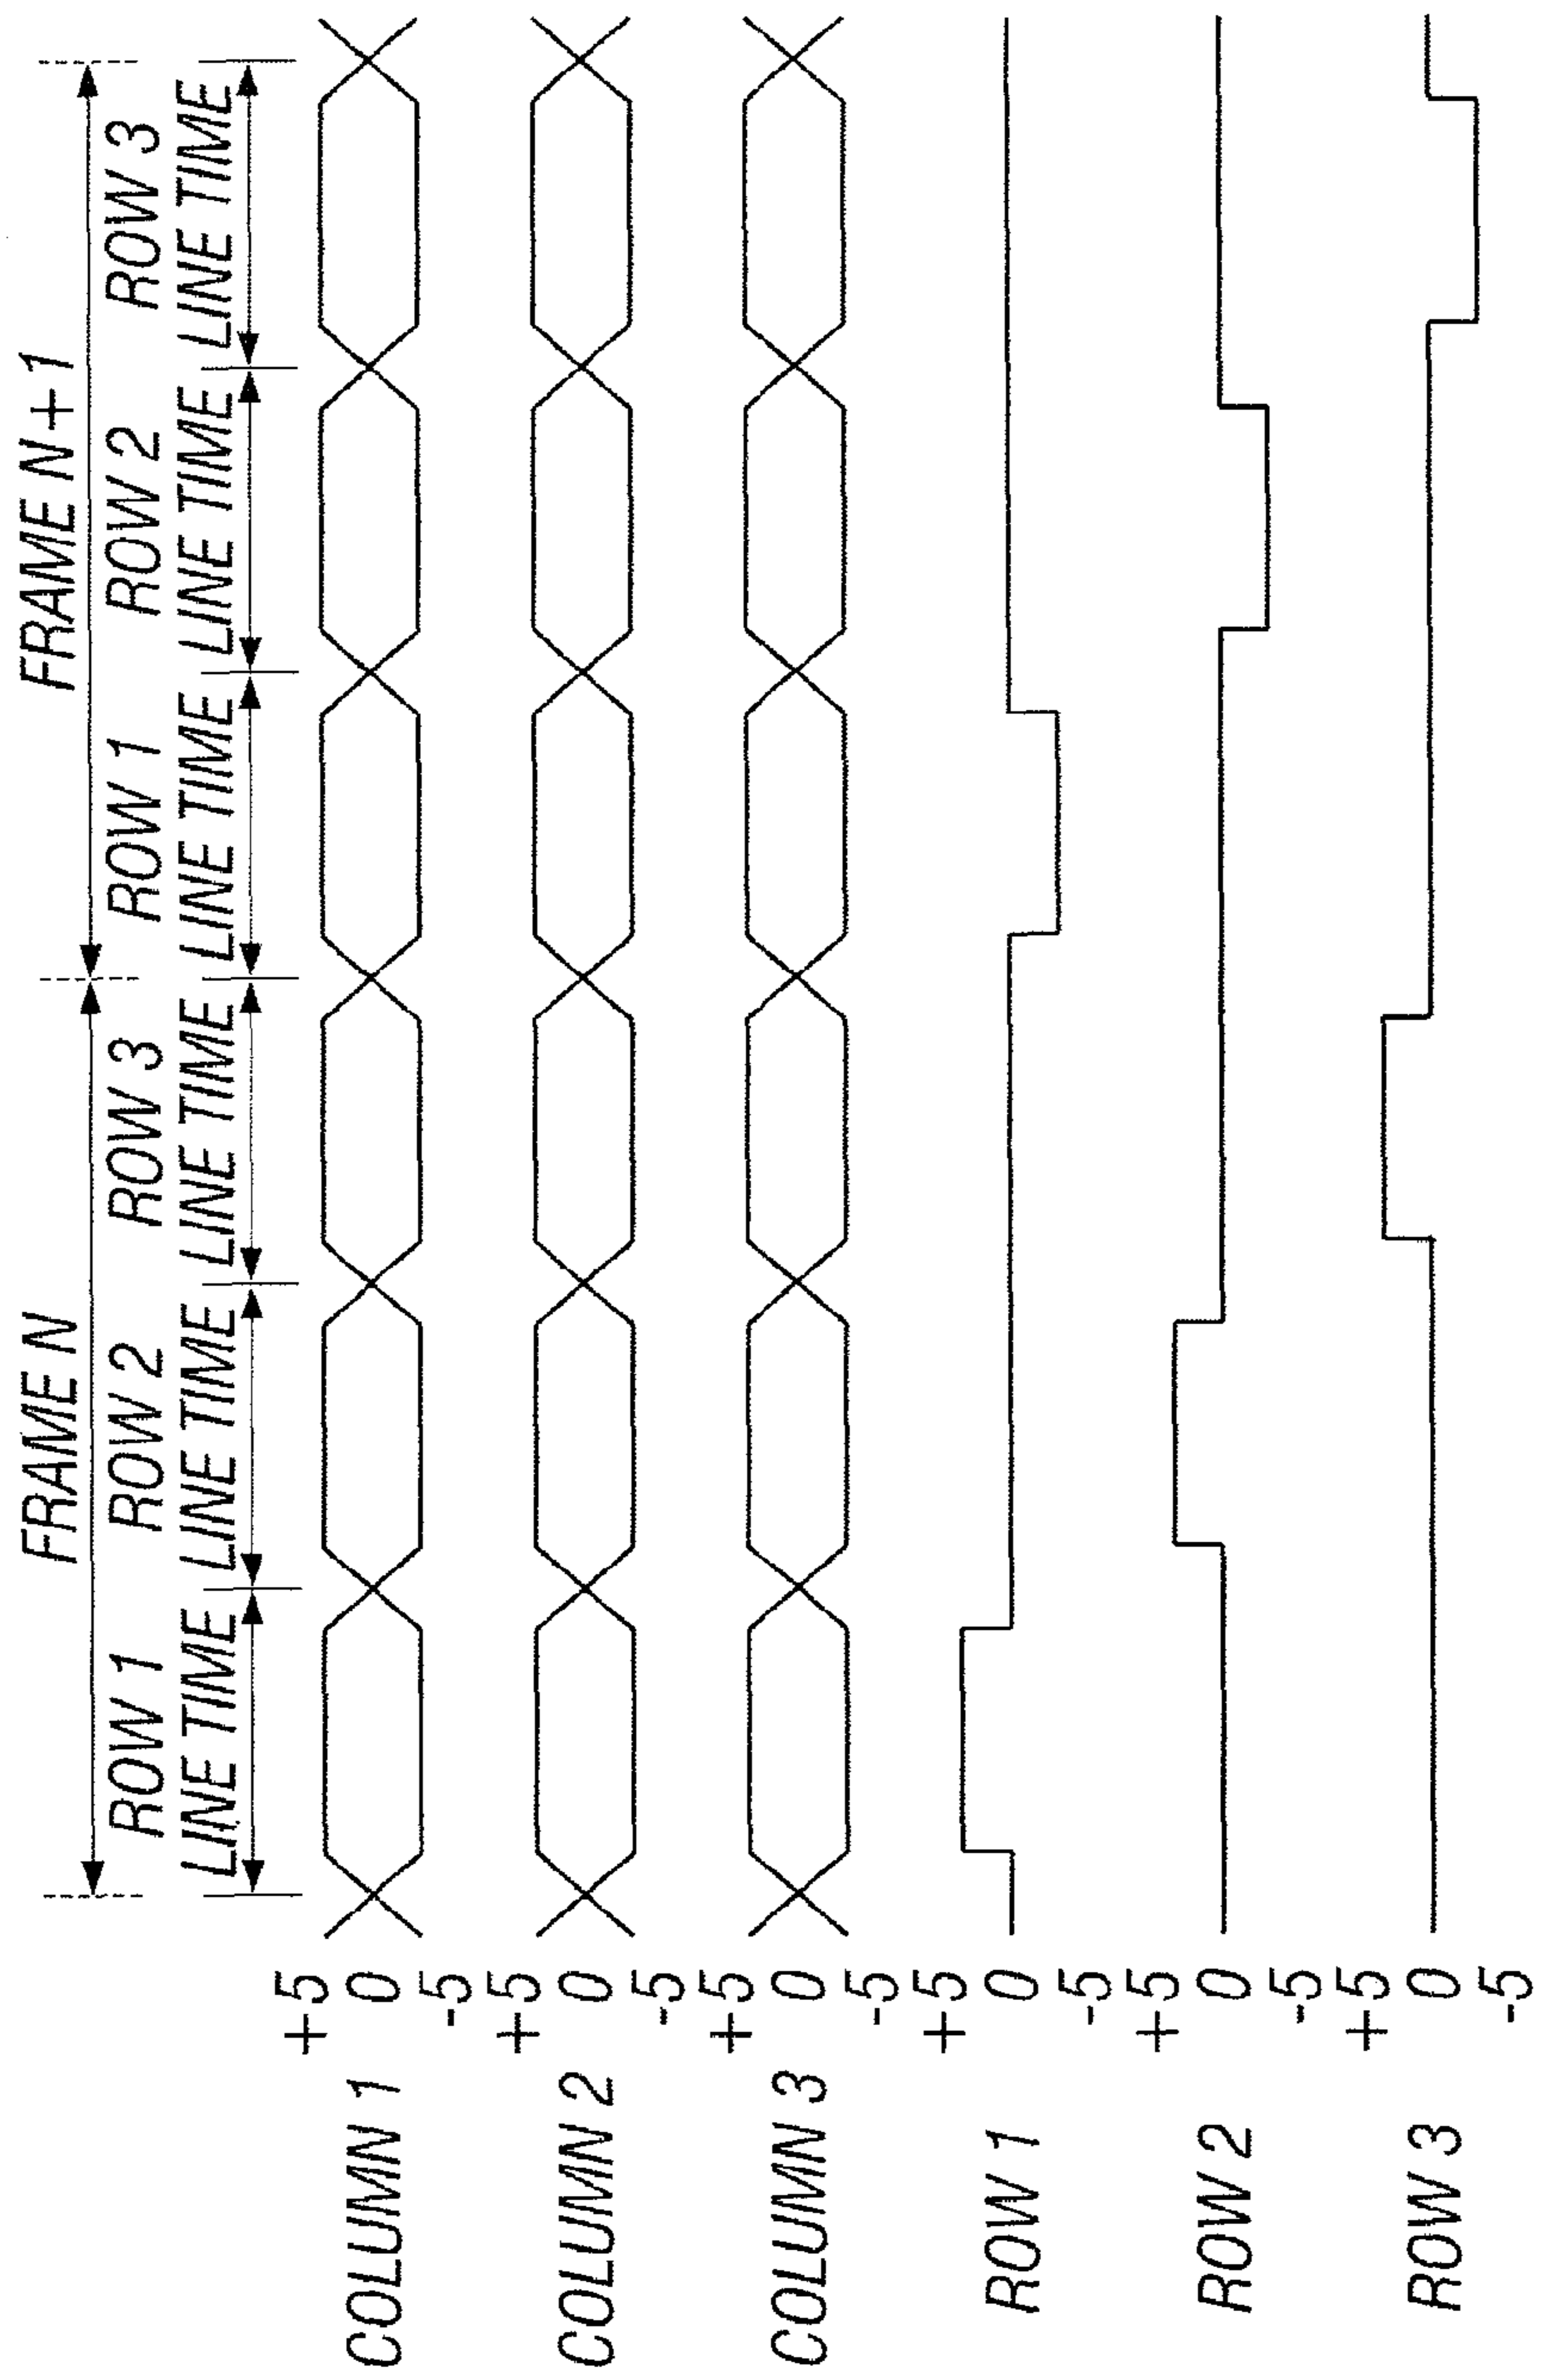 FRAME N FRAME N+1
ROW 1 ROW 2 ROW 3 ROW 1 ROW 2 ROW 3
LINE TIME LINE TIME LINE TIME LINE TIME LINE TIME LINE TIME
+5
COLUMN 1 0
-5
+5
COLUMN 2 0
-5
+5
COLUMN 3 0
-5
+5
ROW 1 0
-5
+5
ROW 2 0
-5
+5
ROW 3 0
-5